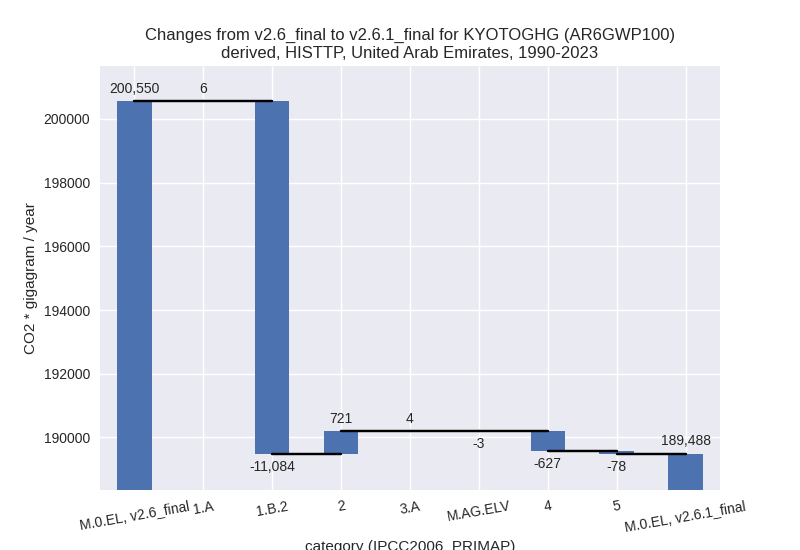 Changes from v2.6_final to v2.6.1_final for KYOTOGHG (AR6GWP100)
derived, HISTTP, United Arab Emirates, 1990-2023
CO2 * gigagram / year
200000
198000
196000
194000
192000
190000
200,550
6
-11,084
721
4
-3
-627
-78
189,488
M.0.EL, v2.6_final
1.A
1.B.2
2
3.A
M.AG.ELV
4
5
M.0.EL, v2.6.1_final
category (IPCC2006_PRIMAP)